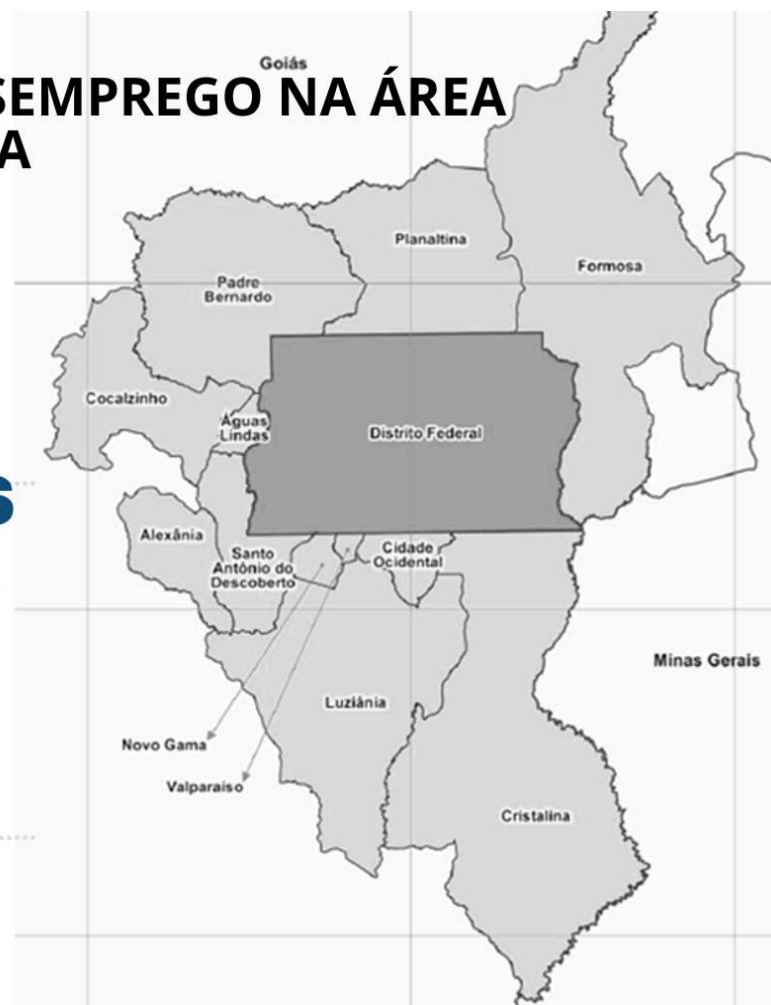 Goiás
SEMPREGO NA ÁREA
A
Planaltina
Formosa
Padre
Bernardo
Cocalzinho
Águas
Lindas
Distrito Federal
S
Alexânia
Santo
Antônio do
Descoberto
Cidade
Ocidental
Minas Gerais
Luziânia
Novo Gama
Valparaiso
Cristalina